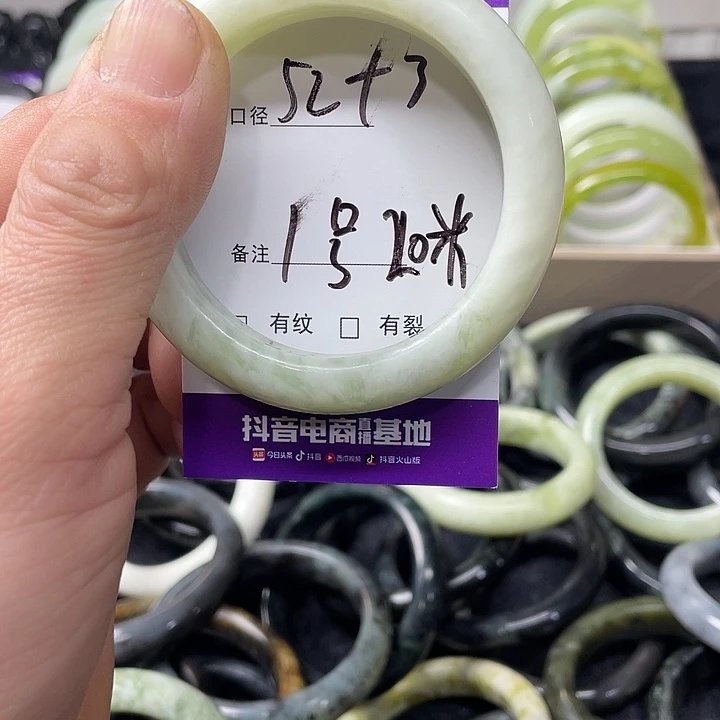 口径 52+3
备注 1号 20米
有纹 □ 有裂
抖音电商直播基地
头条 今日头条 抖音 西瓜视频 抖音火山版